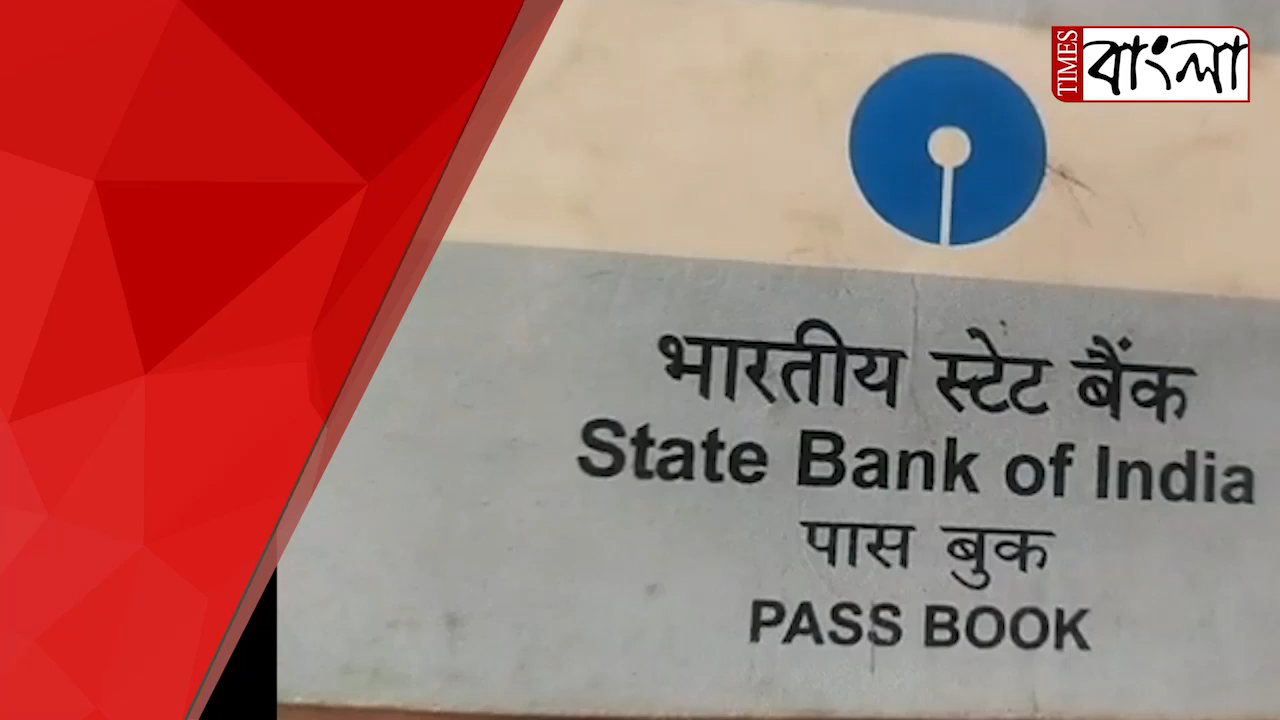 TIMES বাংলা
भारतीय स्टेट बैंक
State Bank of India
पास बुक
PASS BOOK